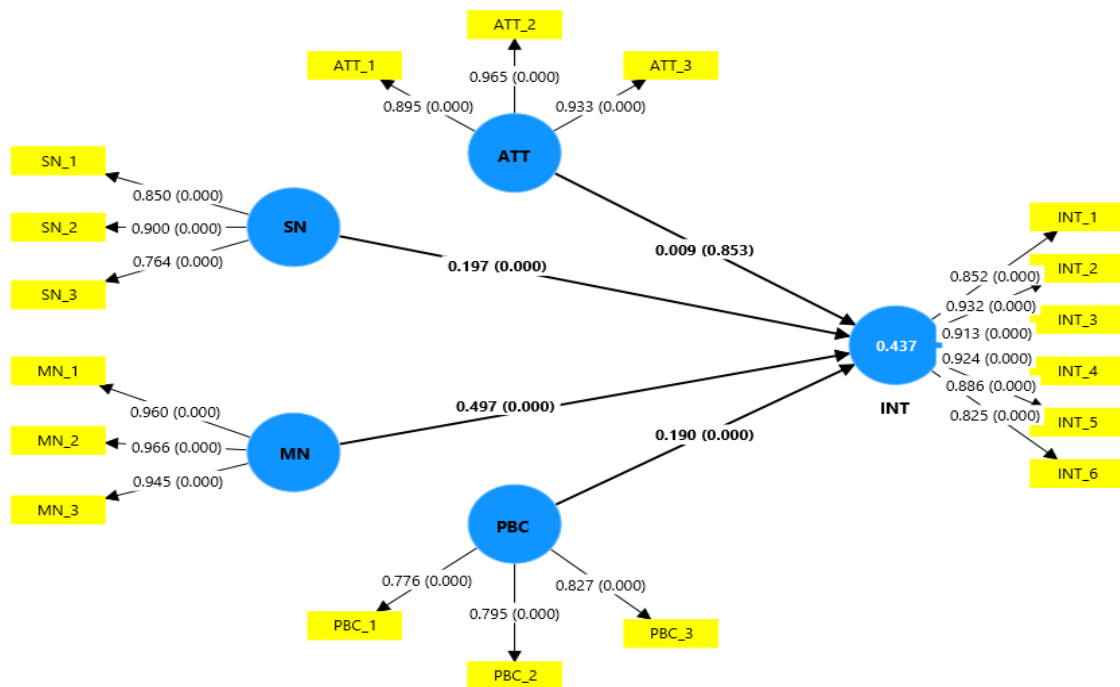 ATT_2
ATT_1
ATT_3
0.965 (0.000)
0.895 (0.000)
0.933 (0.000)
ATT
SN_1
0.850 (0.000)
SN_2
0.900 (0.000)
SN
SN_3
0.764 (0.000)
0.009 (0.853)
0.197 (0.000)
INT_1
0.852 (0.000)
INT_2
0.932 (0.000)
INT_3
0.913 (0.000)
0.437
0.924 (0.000)
INT_4
0.886 (0.000)
INT
0.825 (0.000)
INT_5
INT_6
MN_1
0.960 (0.000)
0.497 (0.000)
MN_2
0.966 (0.000)
MN
0.190 (0.000)
0.945 (0.000)
MN_3
PBC
0.776 (0.000)
0.827 (0.000)
0.795 (0.000)
PBC_1
PBC_3
PBC_2